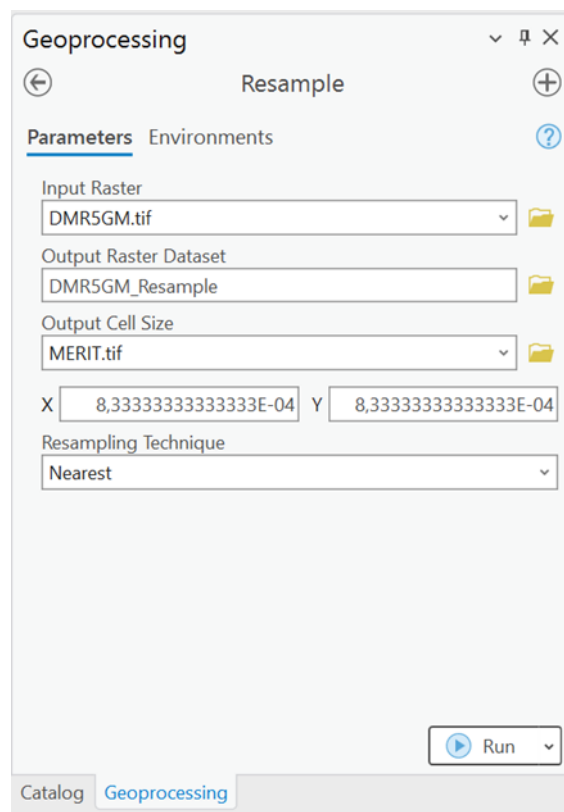 Geoprocessing
Resample
Parameters Environments
Input Raster
DMR5GM.tif
Output Raster Dataset
DMR5GM_Resample
Output Cell Size
MERIT.tif
X 8,33333333333333E-04 Y 8,33333333333333E-04
Resampling Technique
Nearest
Run
Catalog Geoprocessing